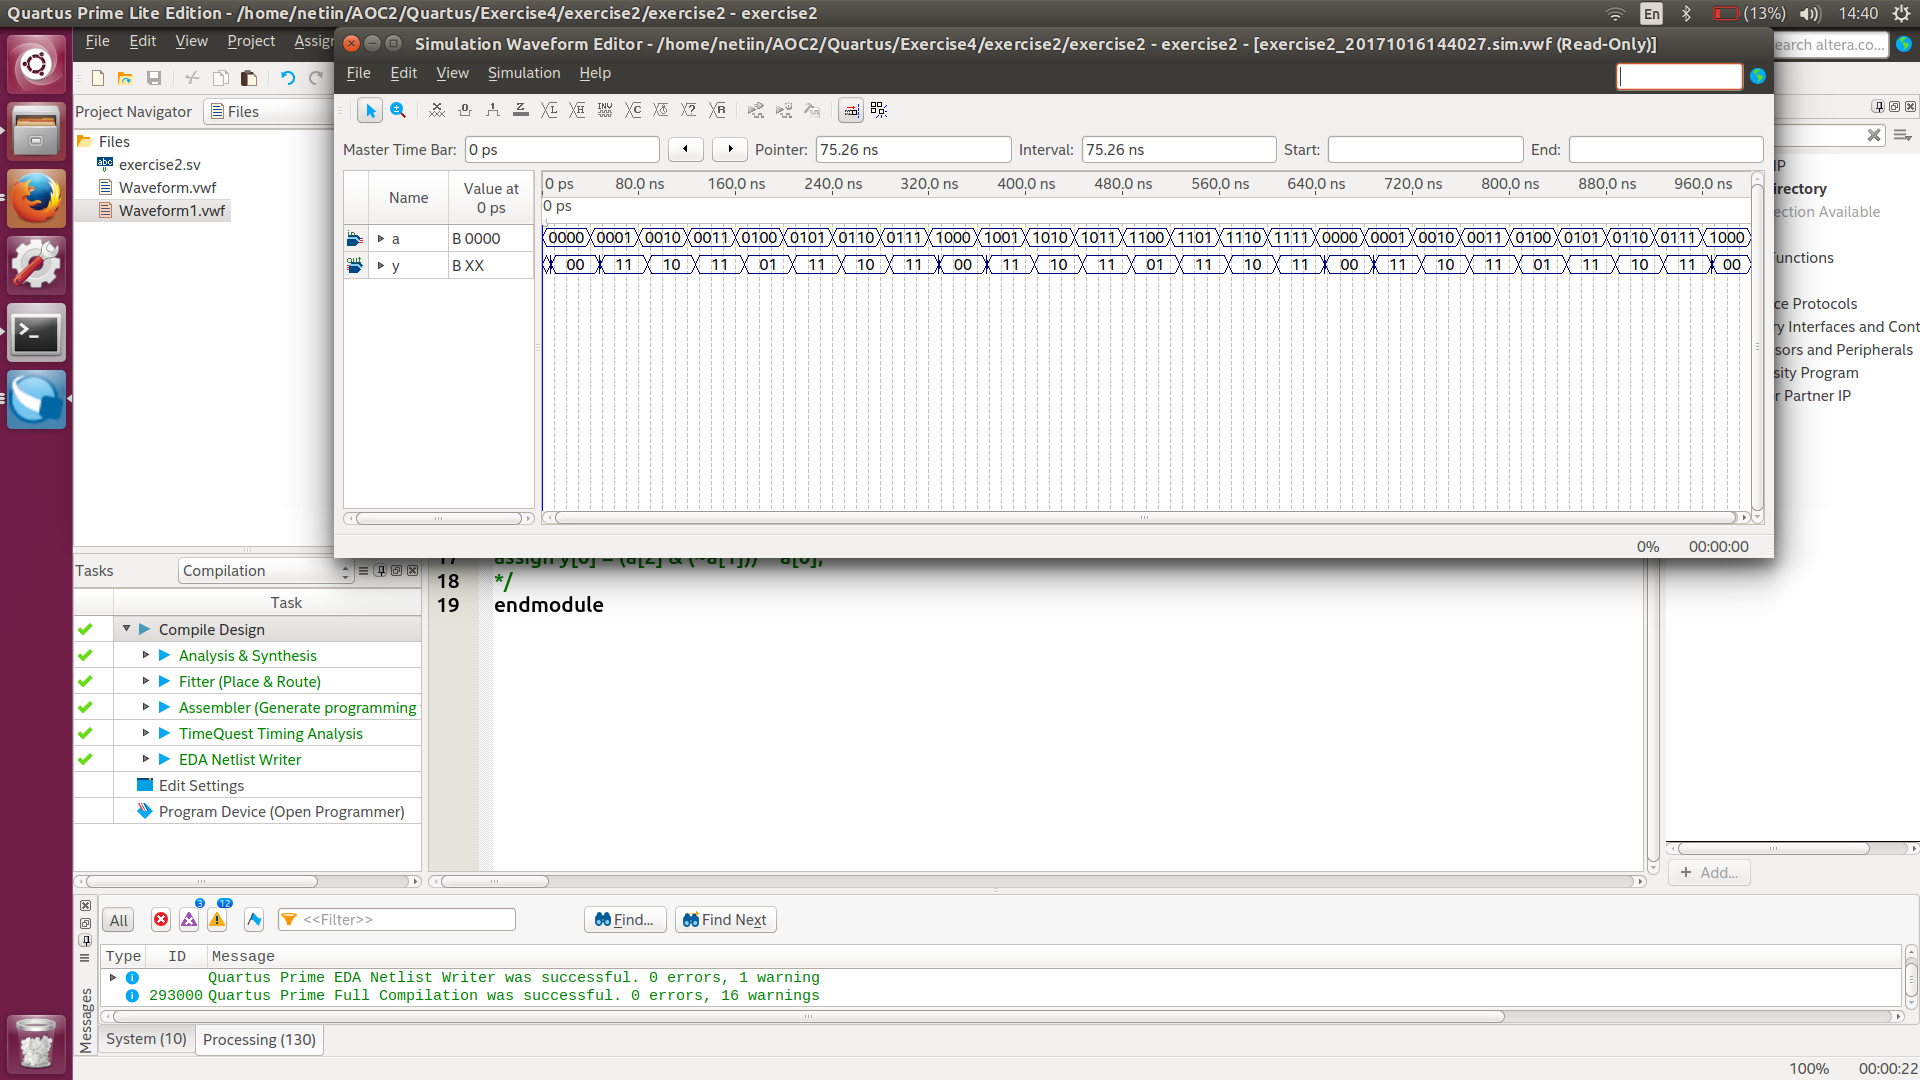 Quartus Prime Lite Edition - /home/netiin/AOC2/Quartus/Exercise4/exercise2/exercise2 - exercise2
En
(13%)
14:40
File Edit View Project
Simulation Waveform Editor - /home/netiin/AOC2/Quartus/Exercise4/exercise2/exercise2 - exercise2 - [exercise2_20171016144027.sim.vwf (Read-Only)]
earch altera.co...
File Edit View Simulation Help
Project Navigator
Files
Master Time Bar: 0 ps Pointer: 75.26 ns Interval: 75.26 ns Start: End:
Files
exercise2.sv
Waveform.vwf
Waveform1.vwf
Name
Value at
0 ps
0 ps 80.0 ns 160.0 ns 240.0 ns 320.0 ns 400.0 ns 480.0 ns 560.0 ns 640.0 ns 720.0 ns 800.0 ns 880.0 ns 960.0 ns
0 ps
a B 0000 0000 0001 0010 0011 0100 0101 0110 0111 1000 1001 1010 1011 1100 1101 1110 1111 0000 0001 0010 0011 0100 0101 0110 0111 1000
y B XX 00 11 10 11 01 11 10 11 00 11 10 11 01 11 10 11 00 11 10 11 01 11 10 11 00
0% 00:00:00
IP
irectory
ection Available
unctions
ce Protocols
ry Interfaces and Cont
sors and Peripherals
sity Program
r Partner IP
Add...
Tasks
Compilation
Task
Compile Design
Analysis & Synthesis
Fitter (Place & Route)
Assembler (Generate programming
TimeQuest Timing Analysis
EDA Netlist Writer
Edit Settings
Program Device (Open Programmer)
18 */
19 endmodule
All
3
12
<<Filter>>
Find...
Find Next
Type ID Message
Quartus Prime EDA Netlist Writer was successful. 0 errors, 1 warning
293000 Quartus Prime Full Compilation was successful. 0 errors, 16 warnings
Messages
System (10)
Processing (130)
100% 00:00:22